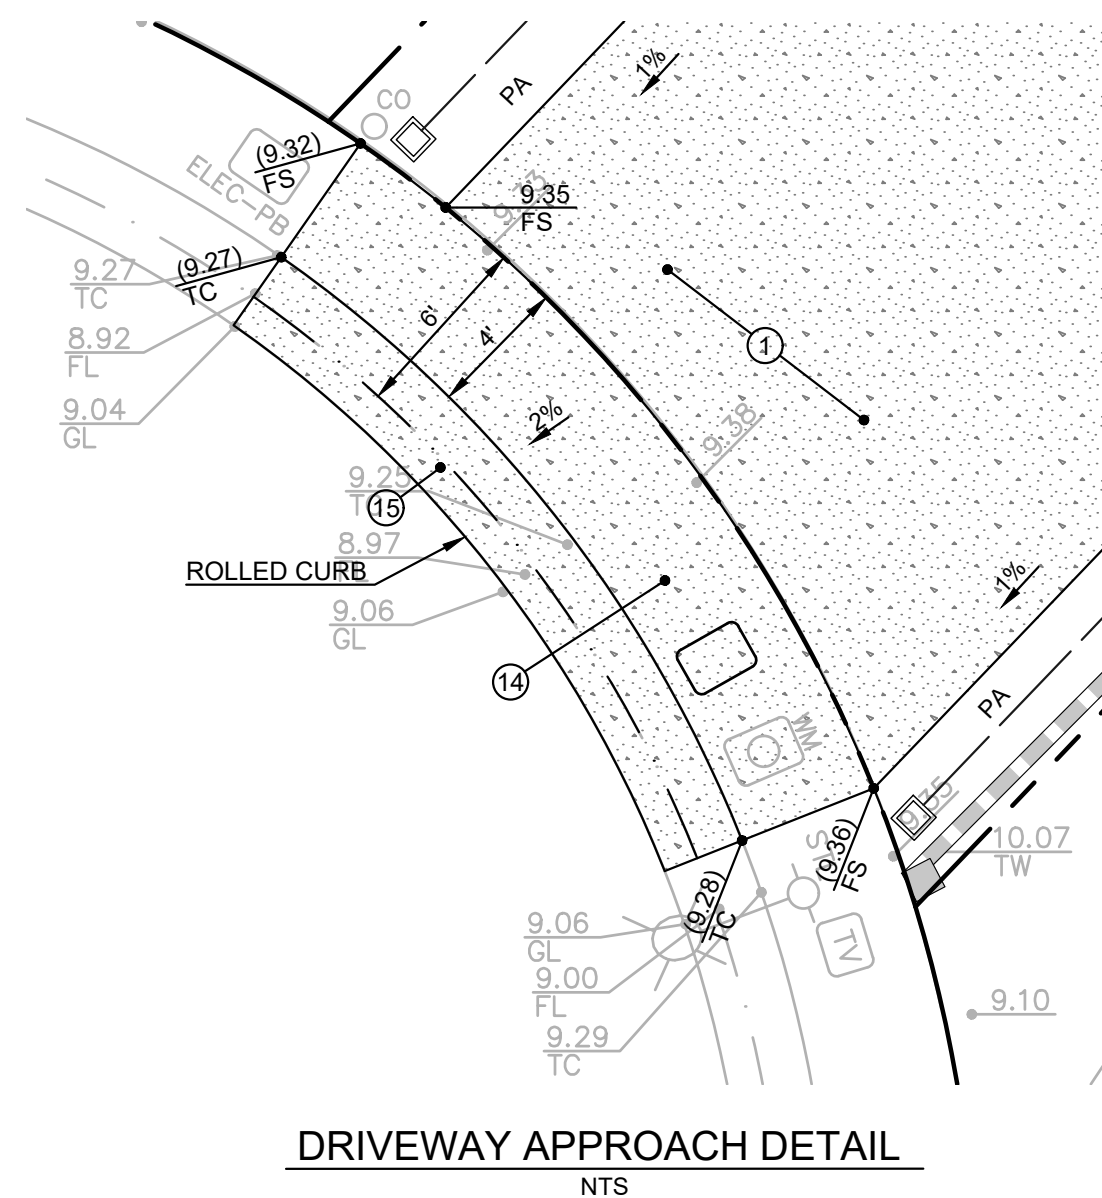 1%
PA
CO
(9.32)
FS
ELEC-PB
9.35
FS
(9.27)
TC
9.27
TC
8.92
FL
9.04
GL
6'
4'
1
2%
9.38
9.25
15
8.97
ROLLED CURB
9.06
GL
1%
14
PA
WM
9.35
(9.36)
FS
10.07
TW
(9.28)
TC
9.06
GL
9.00
FL
TV
9.10
9.29
TC
DRIVEWAY APPROACH DETAIL
NTS